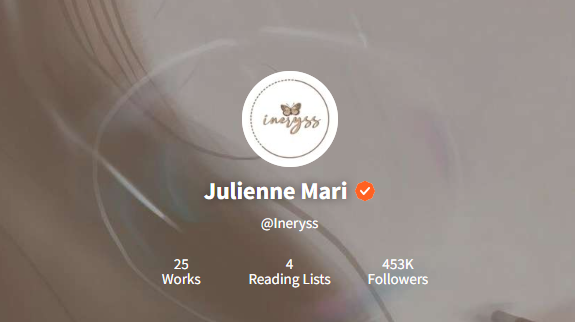 ineryss
Julienne Mari
@Ineryss
25 4 453K
Works Reading Lists Followers